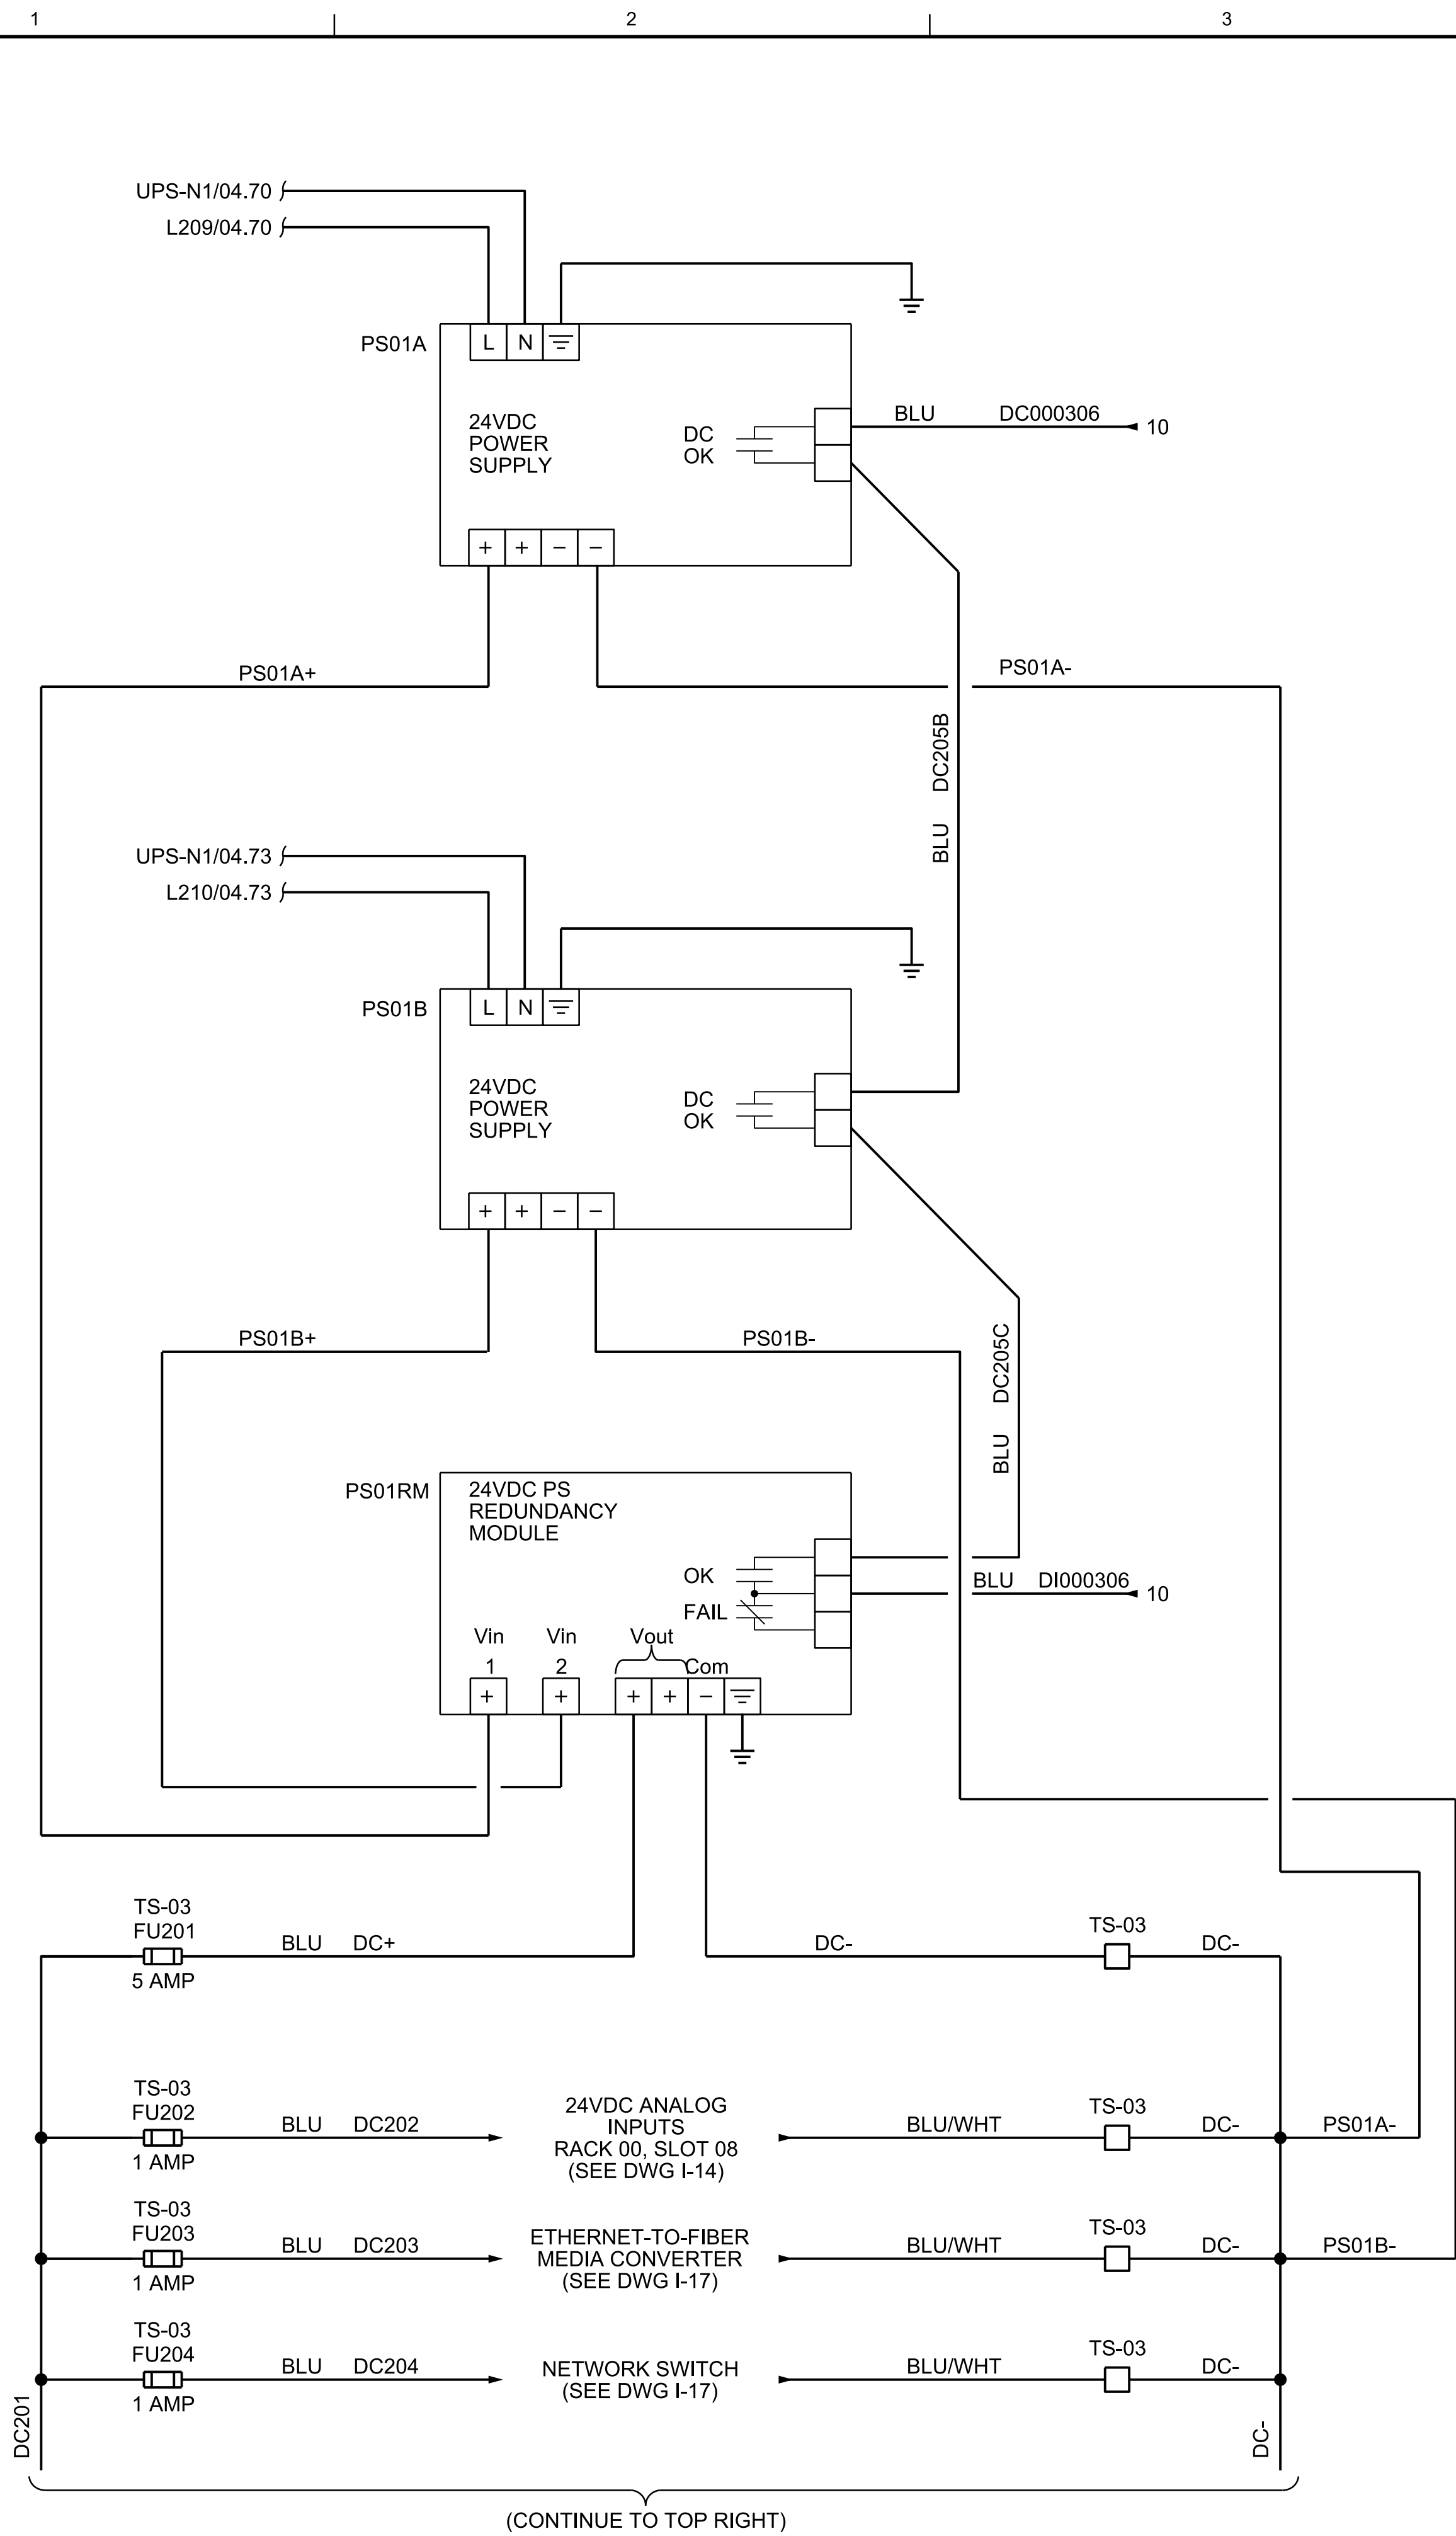 1
2
3
UPS-N1/04.70
L209/04.70
PS01A
L
N
24VDC
POWER
SUPPLY
DC
OK
BLU
DC000306
10
+
+
–
–
PS01A+
PS01A-
BLU DC205B
UPS-N1/04.73
L210/04.73
PS01B
L
N
24VDC
POWER
SUPPLY
DC
OK
+
+
–
–
PS01B+
PS01B-
BLU DC205C
PS01RM
24VDC PS
REDUNDANCY
MODULE
OK
FAIL
BLU
DI000306
10
Vin
1
Vin
2
Vout
Com
+
+
+
+
–
TS-03
FU201
5 AMP
BLU
DC+
DC-
TS-03
DC-
TS-03
FU202
1 AMP
BLU
DC202
24VDC ANALOG
INPUTS
RACK 00, SLOT 08
(SEE DWG I-14)
BLU/WHT
TS-03
DC-
PS01A-
TS-03
FU203
1 AMP
BLU
DC203
ETHERNET-TO-FIBER
MEDIA CONVERTER
(SEE DWG I-17)
BLU/WHT
TS-03
DC-
PS01B-
TS-03
FU204
1 AMP
BLU
DC204
NETWORK SWITCH
(SEE DWG I-17)
BLU/WHT
TS-03
DC-
DC201
DC-
(CONTINUE TO TOP RIGHT)